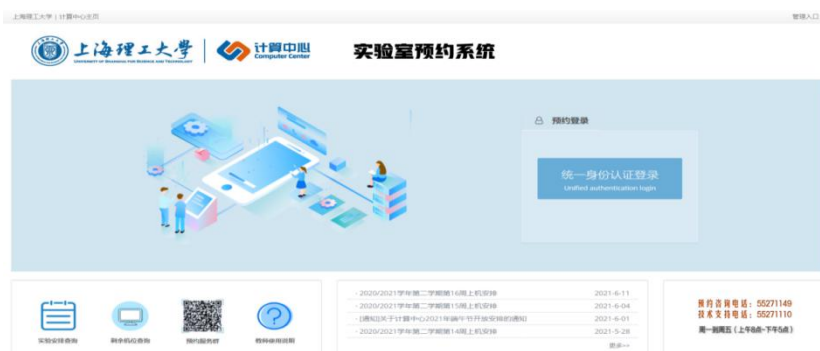 上海理工大学 | 计算中心主页
管理入口
上海理工大学
UNIVERSITY OF SHANGHAI FOR SCIENCE AND TECHNOLOGY
计算中心
Computer Center
实验室预约系统
预约登录
统一身份认证登录
Unified authentication login
· 2020/2021学年第二学期第16周上机安排 2021-6-11
· 2020/2021学年第二学期第15周上机安排 2021-6-04
· [通知]关于计算中心2021年端午节开放安排的通知 2021-6-01
· 2020/2021学年第二学期第14周上机安排 2021-5-28
更多>>
实验安排查询
剩余机位查询
预约服务群
预约咨询电话：55271149
技术支持电话：55271110
周一到周五 ( 上午8点-下午5点 )